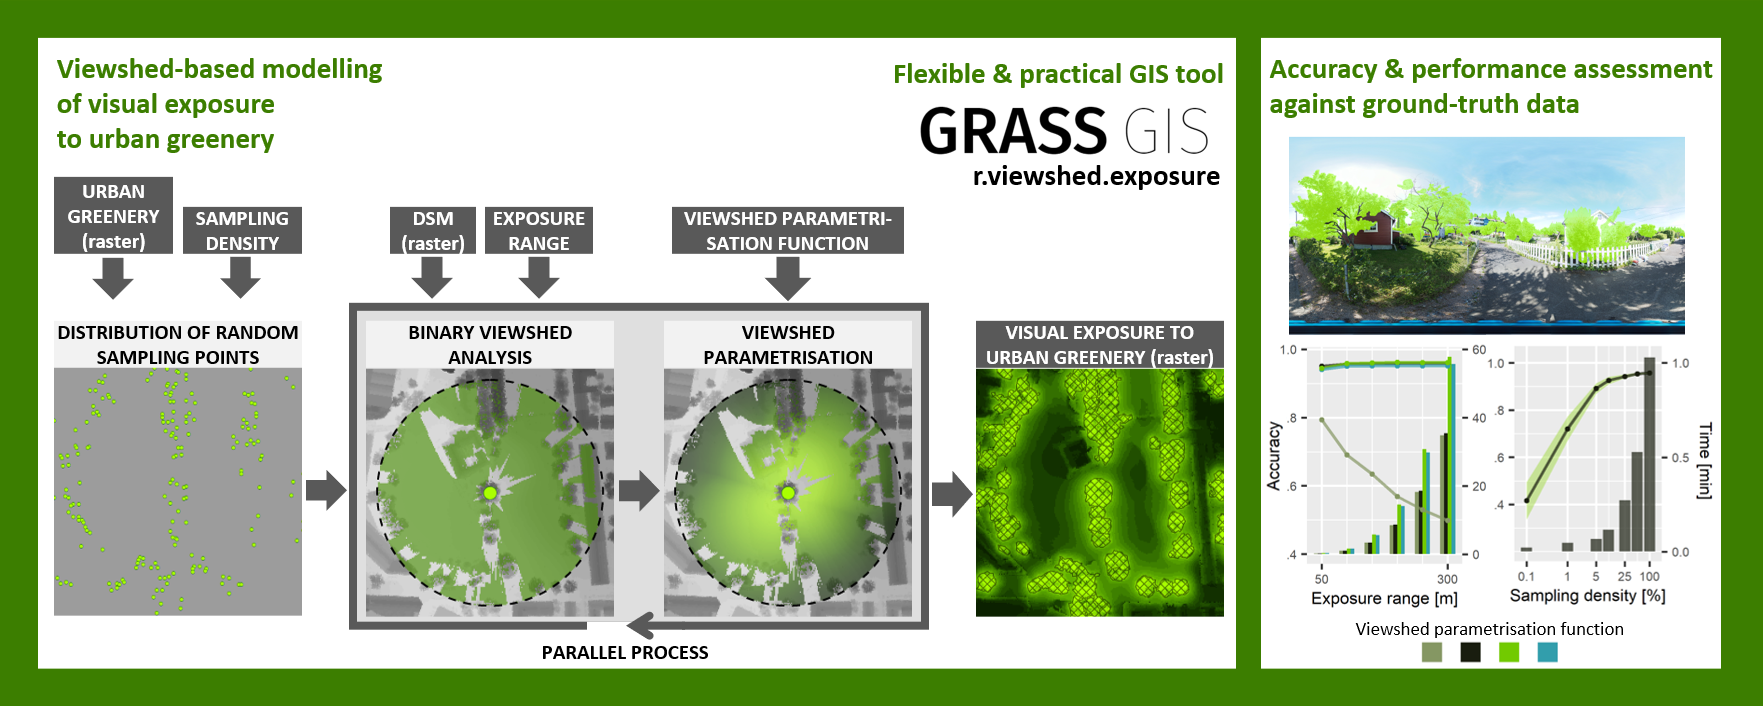 Viewshed-based modelling
of visual exposure
to urban greenery
Flexible & practical GIS tool
GRASS GIS
r.viewshed.exposure
URBAN
GREENERY
(raster)
SAMPLING
DENSITY
DSM
(raster)
EXPOSURE
RANGE
VIEWSHED PARAMETRI-
SATION FUNCTION
DISTRIBUTION OF RANDOM
SAMPLING POINTS
BINARY VIEWSHED
ANALYSIS
VIEWSHED
PARAMETRISATION
VISUAL EXPOSURE TO
URBAN GREENERY (raster)
PARALLEL PROCESS
Accuracy & performance assessment
against ground-truth data
Accuracy
1.0
.8
.6
.4
60
40
20
0
50
300
Exposure range [m]
1.0
.8
.6
.4
1.0
0.5
0.0
Time [min]
0.1
1
5
25
100
Sampling density [%]
Viewshed parametrisation function